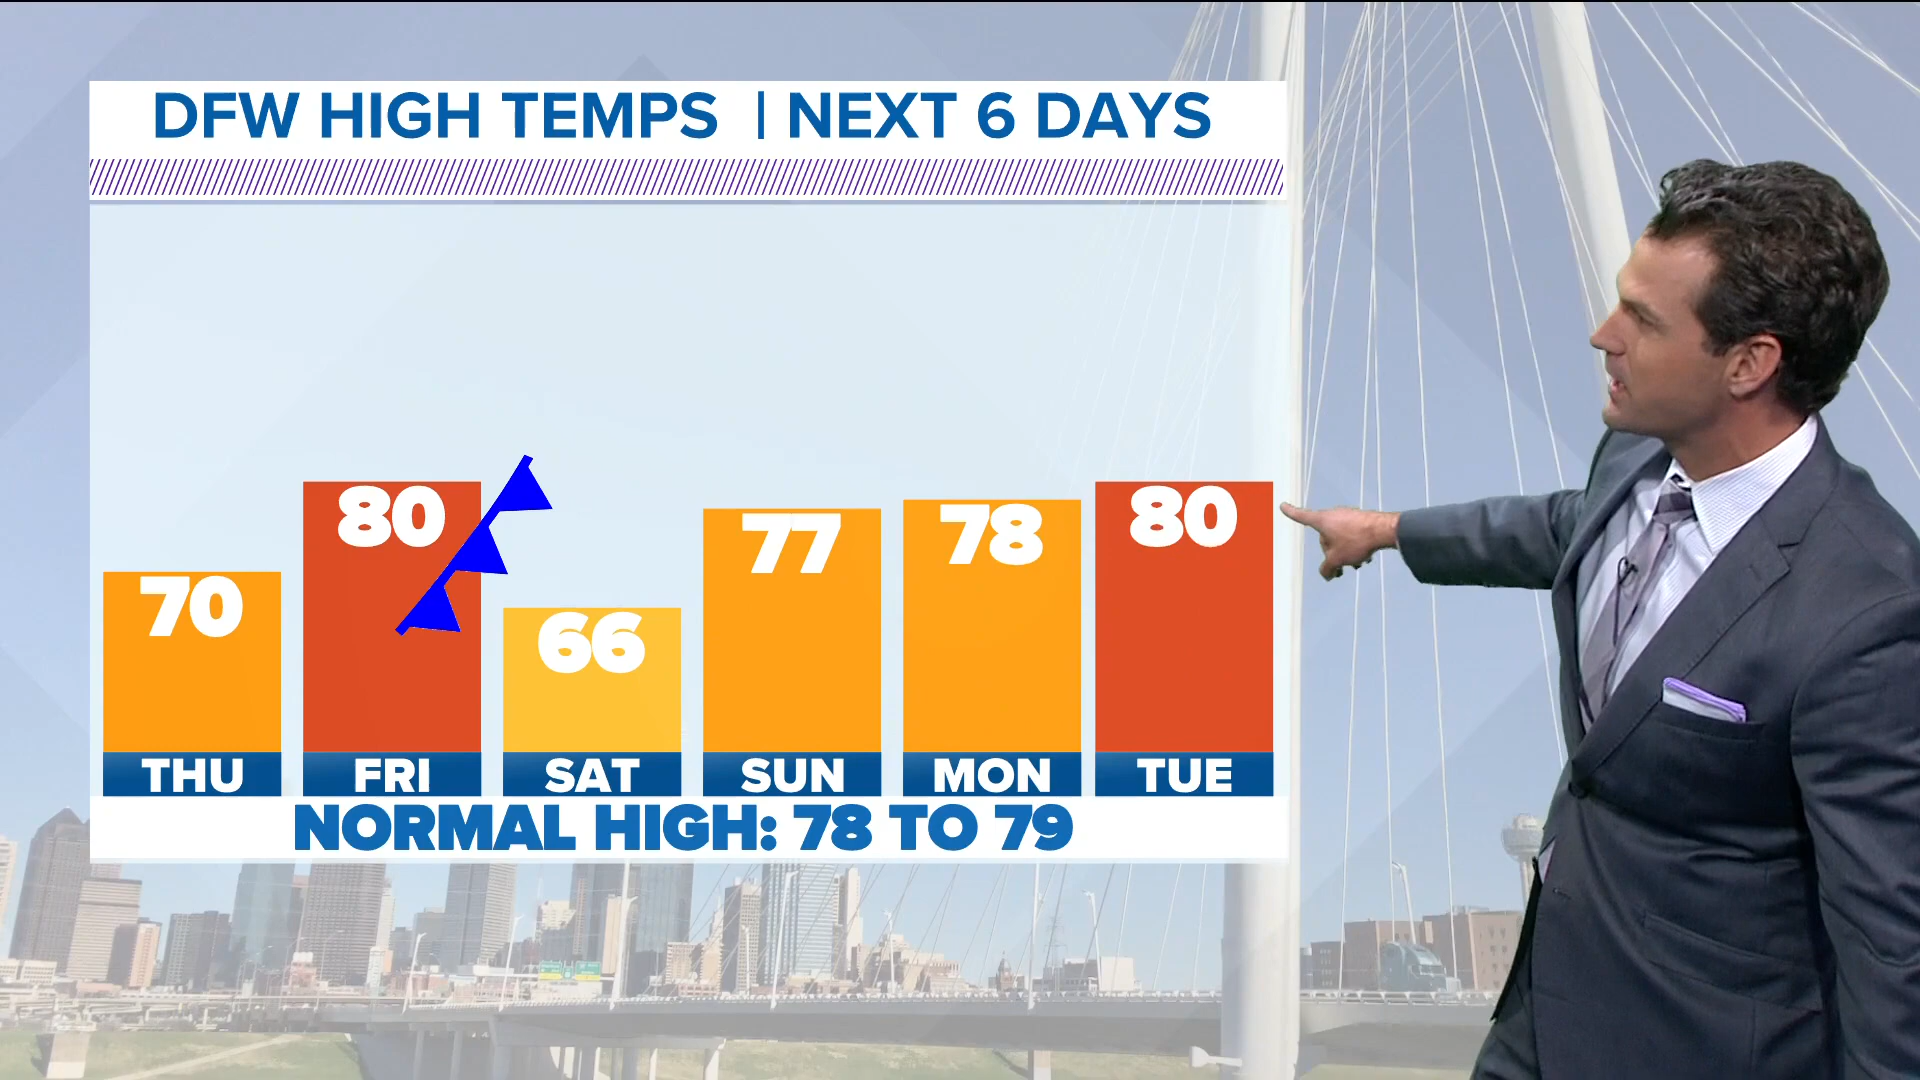 DFW HIGH TEMPS | NEXT 6 DAYS
70 80 66 77 78 80
THU FRI SAT SUN MON TUE
NORMAL HIGH: 78 TO 79